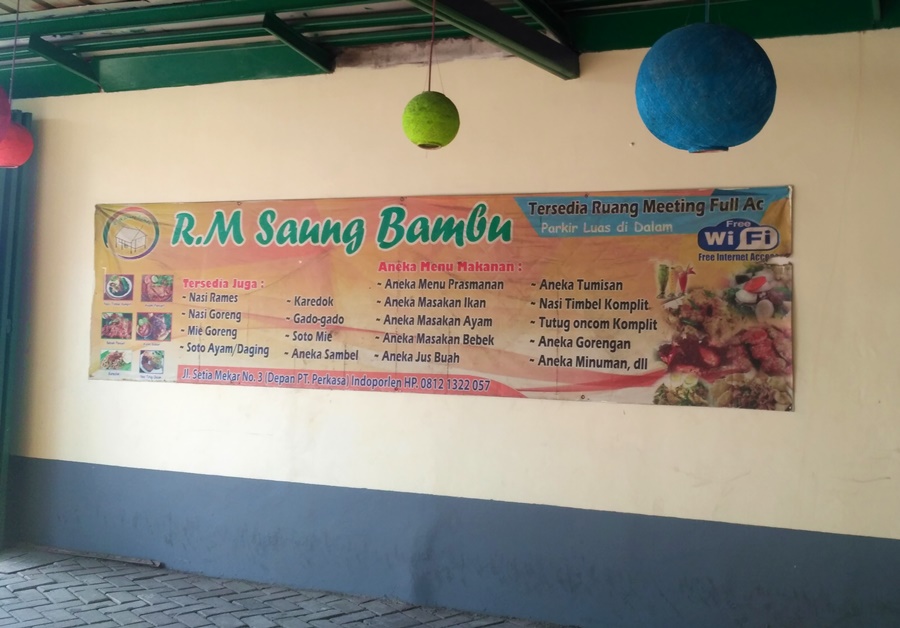 R.M Saung Bambu
Tersedia Ruang Meeting Full Ac
Parkir Luas di Dalam
Free
WiFi
Free Internet Access
Tersedia Juga :
- Nasi Rames
- Nasi Goreng
- Mie Goreng
- Soto Ayam/Daging
- Karedok
- Gado-gado
- Soto Mie
- Aneka Sambel
Aneka Menu Makanan :
- Aneka Menu Prasmanan
- Aneka Masakan Ikan
- Aneka Masakan Ayam
- Aneka Masakan Bebek
- Aneka Jus Buah
- Aneka Tumisan
- Nasi Timbel Komplit
- Tutug oncom Komplit
- Aneka Gorengan
- Aneka Minuman, dll
Jl. Setia Mekar No. 3 (Depan PT. Perkasa) Indoporlen HP. 0812 1322 057